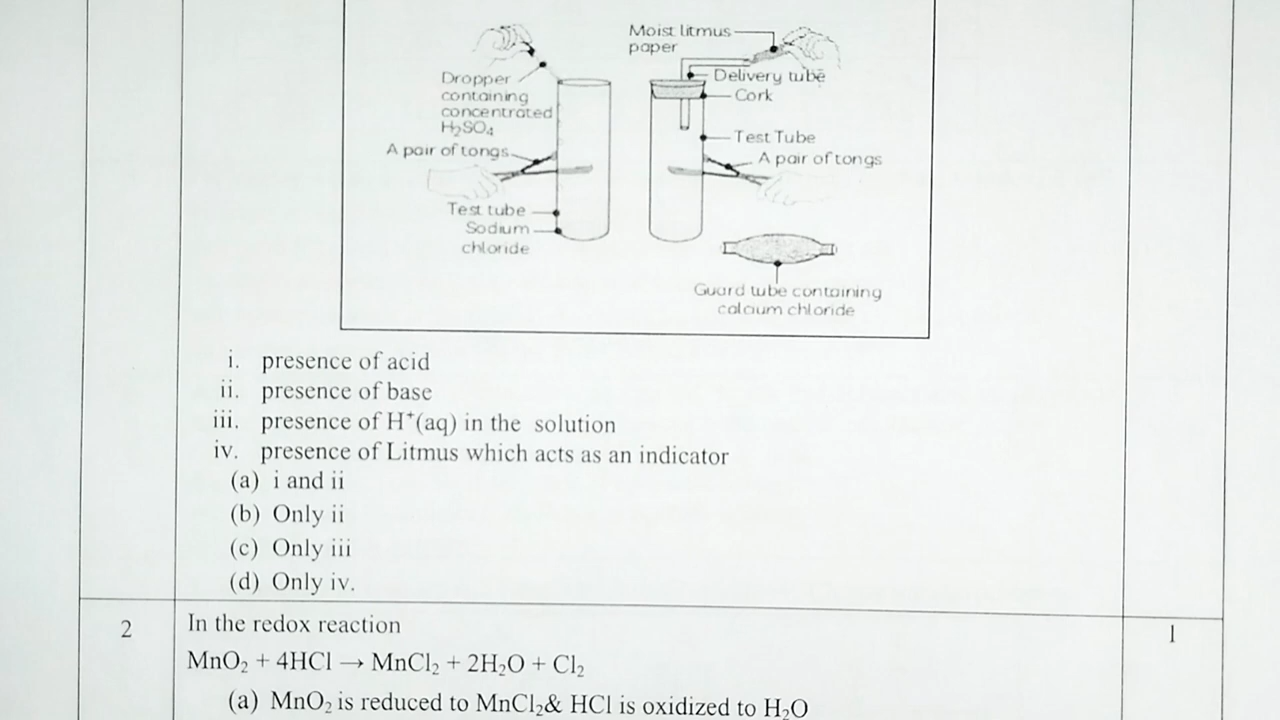 Moist litmus
paper
Dropper
containing
concentrated
H₂SO₄
A pair of tongs
Test tube
Sodium
chloride
Delivery tube
Cork
Test Tube
A pair of tongs
Guard tube containing
calcium chloride
i. presence of acid
ii. presence of base
iii. presence of H⁺(aq) in the solution
iv. presence of Litmus which acts as an indicator
(a) i and ii
(b) Only ii
(c) Only iii
(d) Only iv.
2 In the redox reaction 1
MnO₂ + 4HCl → MnCl₂ + 2H₂O + Cl₂
(a) MnO₂ is reduced to MnCl₂& HCl is oxidized to H₂O